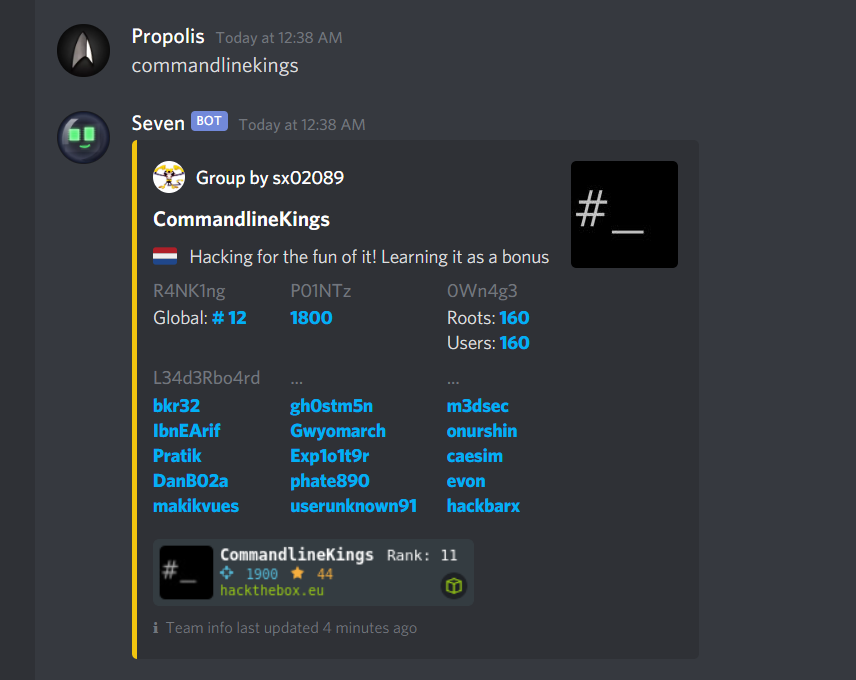 Propolis Today at 12:38 AM
commandlinekings
Seven BOT Today at 12:38 AM
Group by sx02089
#_
CommandlineKings
Hacking for the fun of it! Learning it as a bonus
R4NK1ng P01NTz 0Wn4g3
Global: # 12 1800 Roots: 160
Users: 160
L34d3Rbo4rd ... ...
bkr32 gh0stm5n m3dsec
IbnEArif Gwyomarch onurshin
Pratik Exp1o1t9r caesim
DanB02a phate890 evon
makikvues userunknown91 hackbarx
#_ CommandlineKings Rank: 11
1900 44
hackthebox.eu
Team info last updated 4 minutes ago